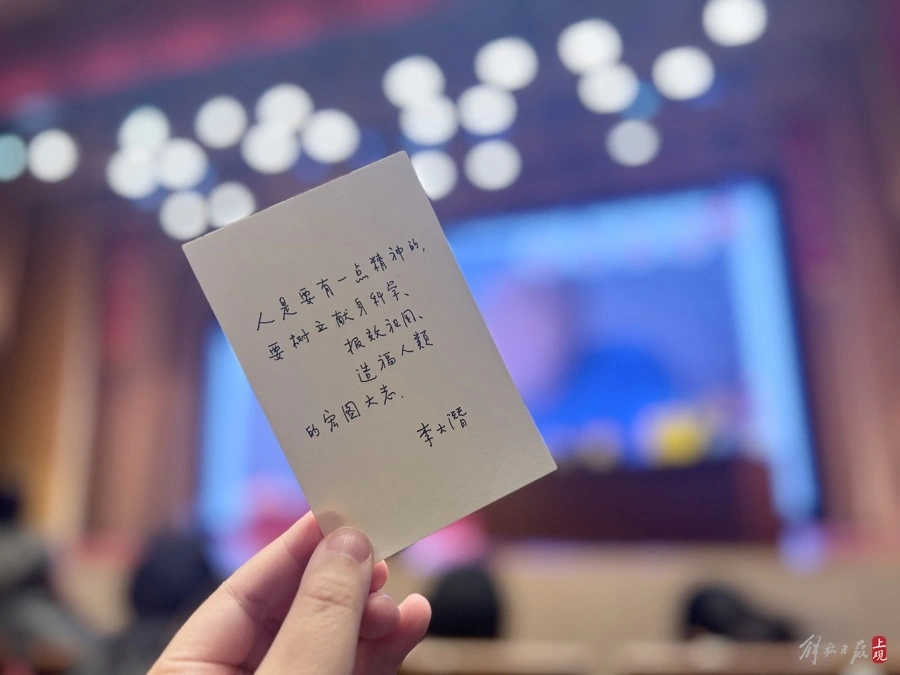 人是要有一点精神的,
要树立献身科学、
报效祖国、
造福人類
的宏图大志.
李大潜
解放日报
上观